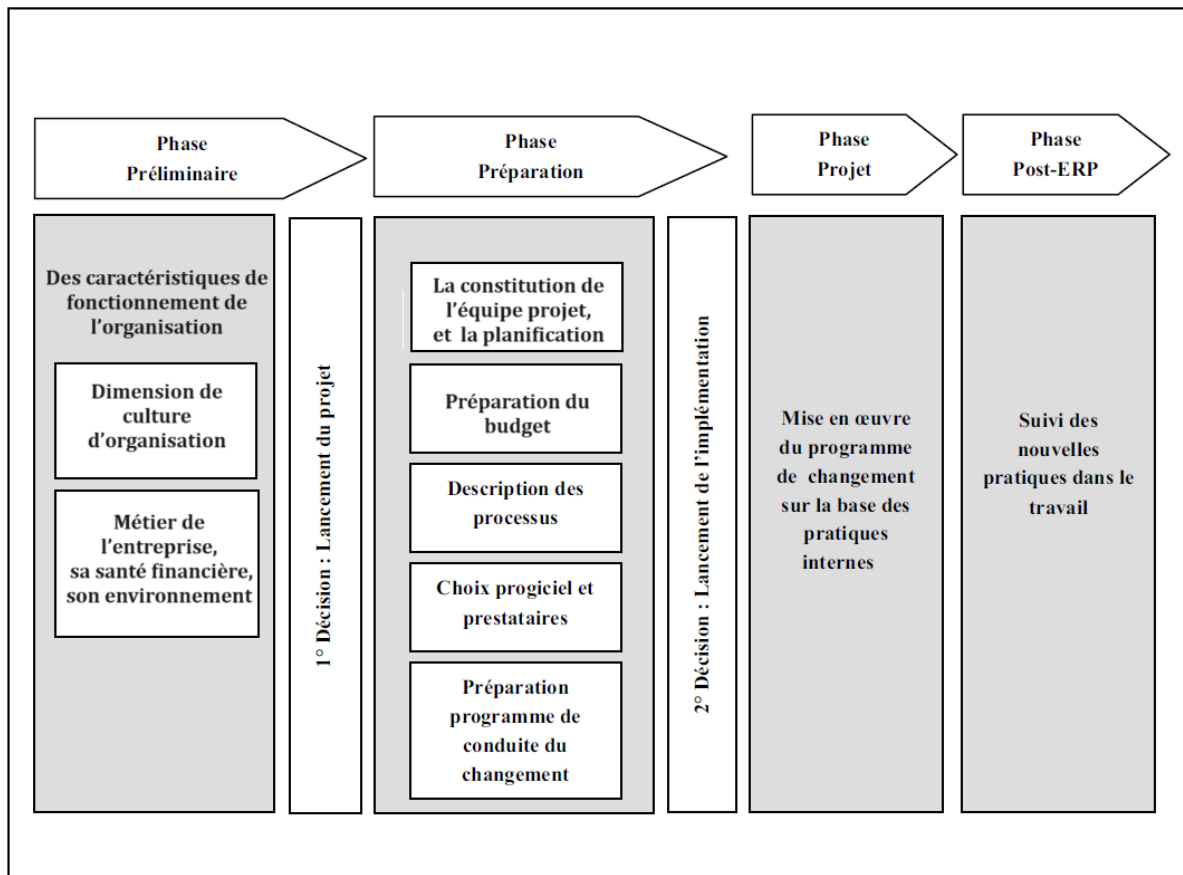 Phase
Préliminaire
Phase
Préparation
Phase
Projet
Phase
Post-ERP
Des caractéristiques de
fonctionnement de
l’organisation
Dimension de
culture
d’organisation
Métier de
l’entreprise,
sa santé financière,
son environnement
1° Décision : Lancement du projet
La constitution de
l’équipe projet,
et la planification
Préparation du
budget
Description des
processus
Choix progiciel et
prestataires
Préparation
programme de
conduite du
changement
2° Décision : Lancement de l’implémentation
Mise en œuvre
du programme
de changement
sur la base des
pratiques
internes
Suivi des
nouvelles
pratiques dans le
travail